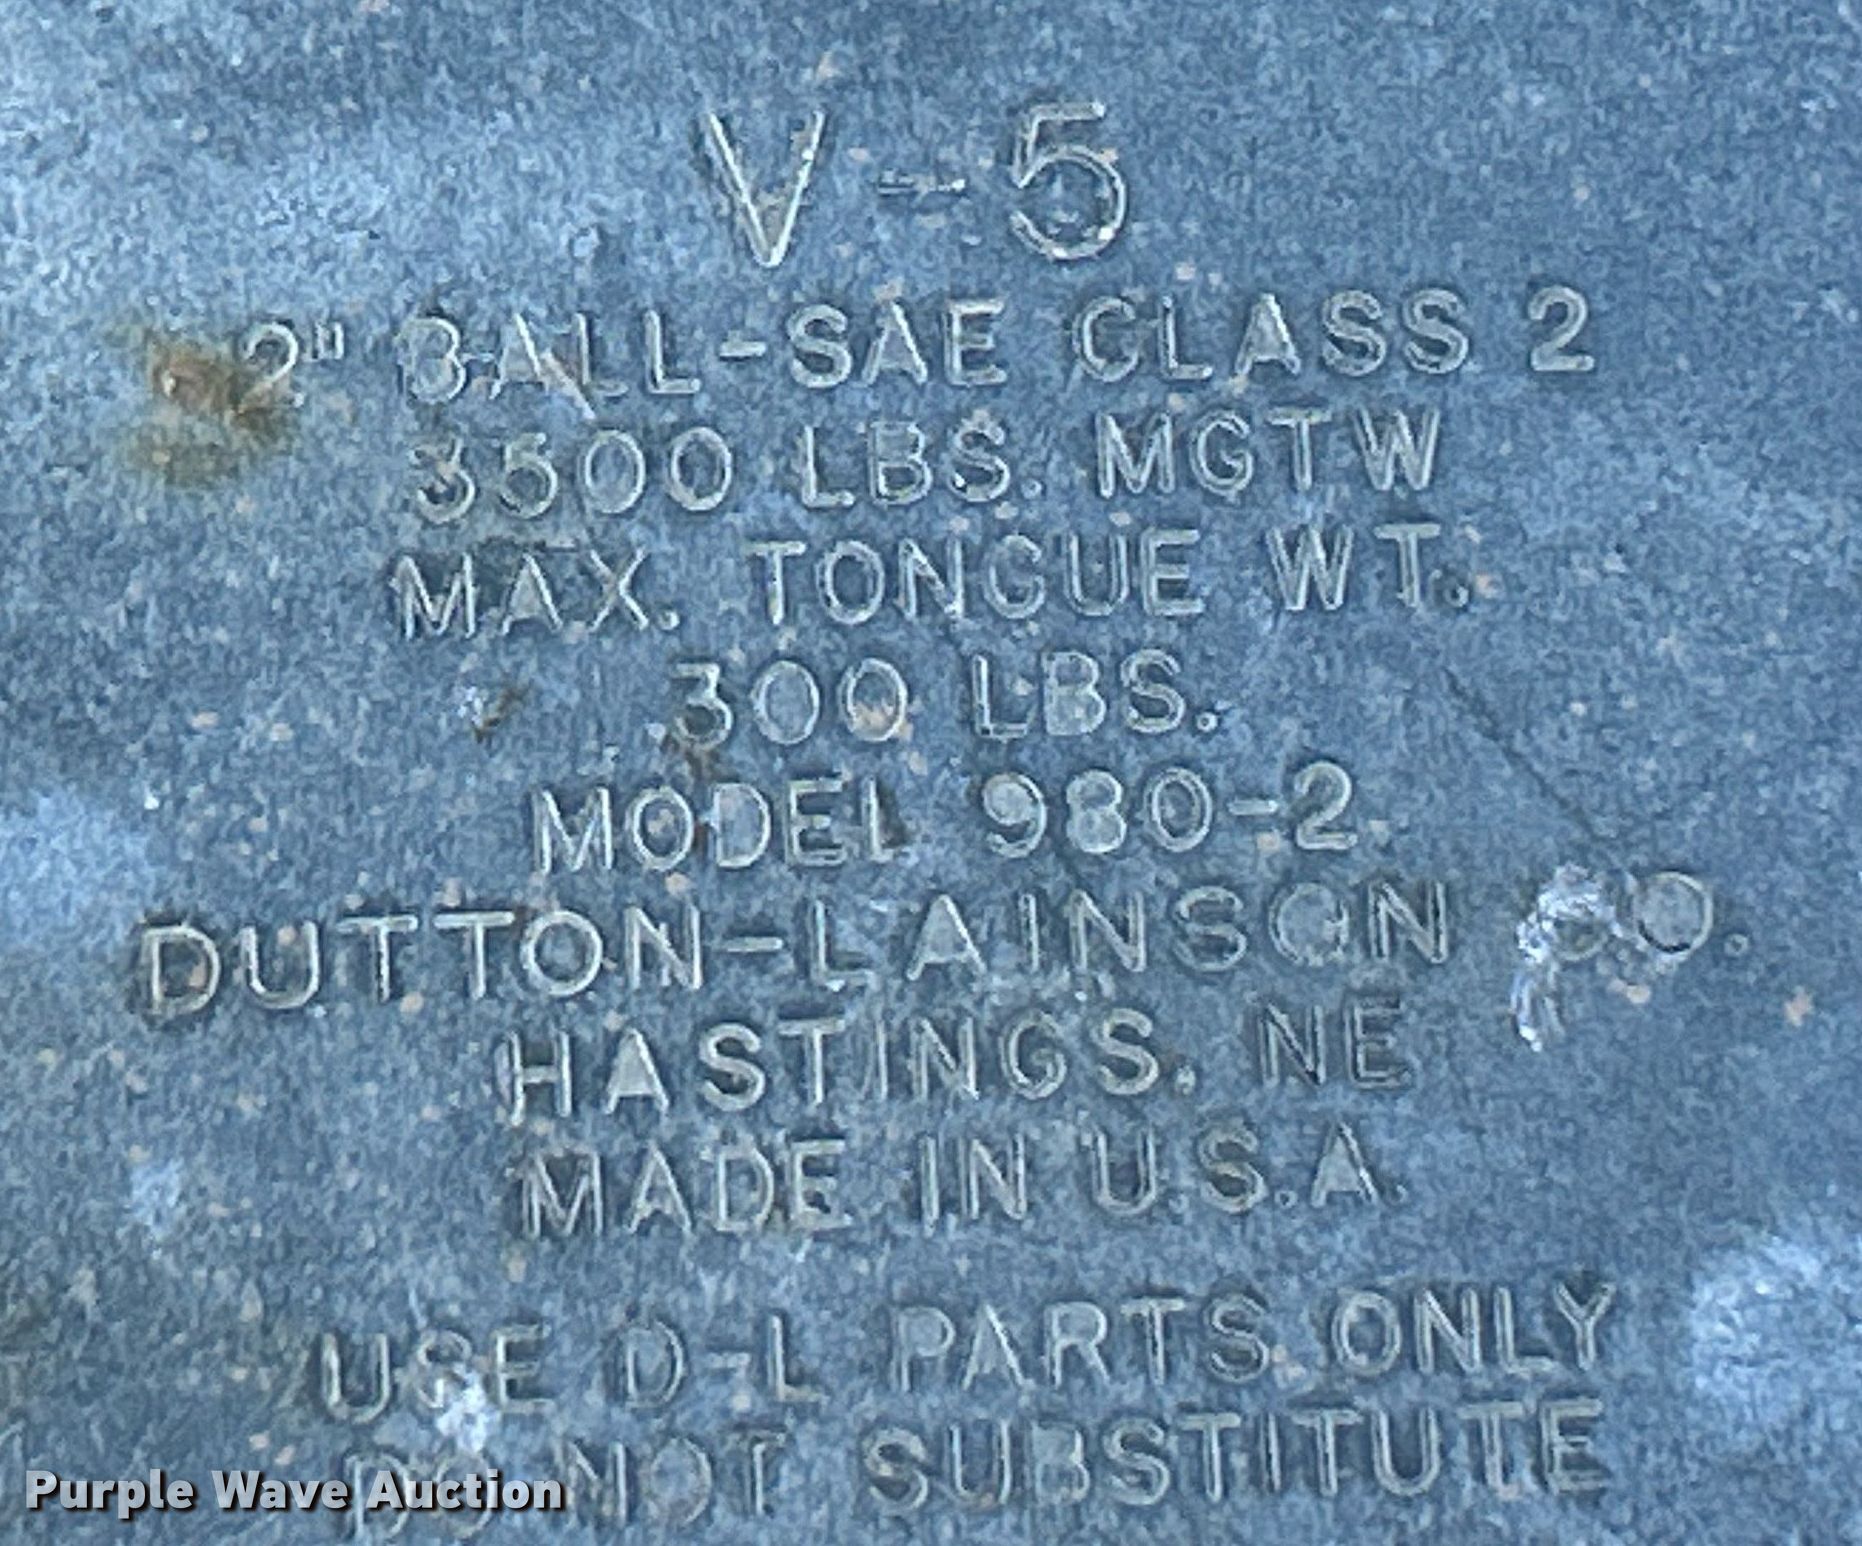 V-5
2" BALL-SAE CLASS 2
3500 LBS. MGTW
MAX. TONGUE WT.
300 LBS.
MODEL 980-2
DUTTON-LAINSON CO.
HASTINGS, NE
MADE IN U.S.A.
USE D-L PARTS ONLY
DO NOT SUBSTITUTE
Purple Wave Auction